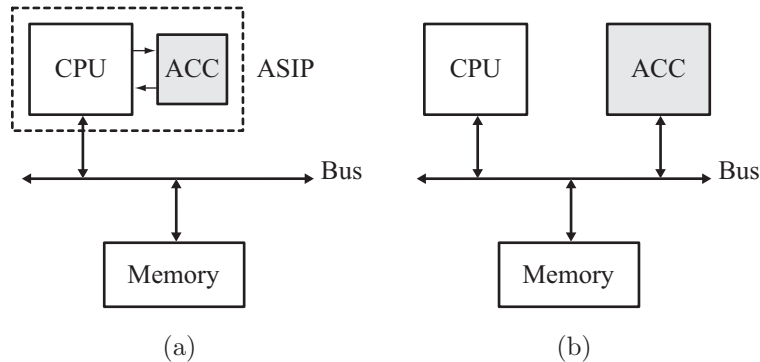 CPU
ACC
ASIP
Bus
Memory
(a)
CPU
ACC
Bus
Memory
(b)